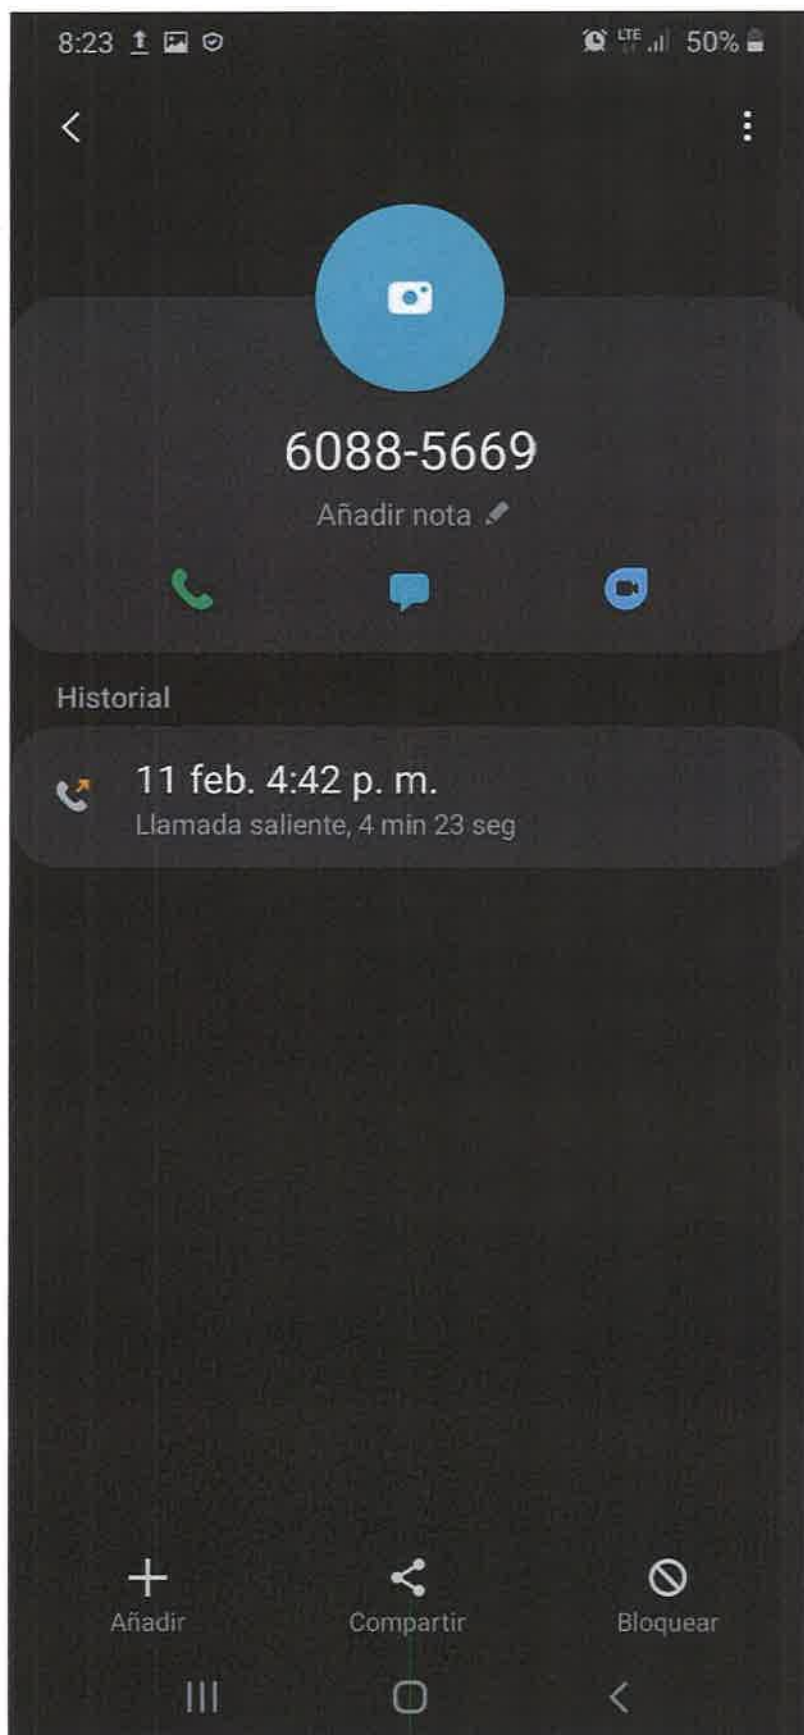 8:23 LTE 50%
6088-5669
Añadir nota
Historial
11 feb. 4:42 p. m.
Llamada saliente, 4 min 23 seg
Añadir Compartir Bloquear